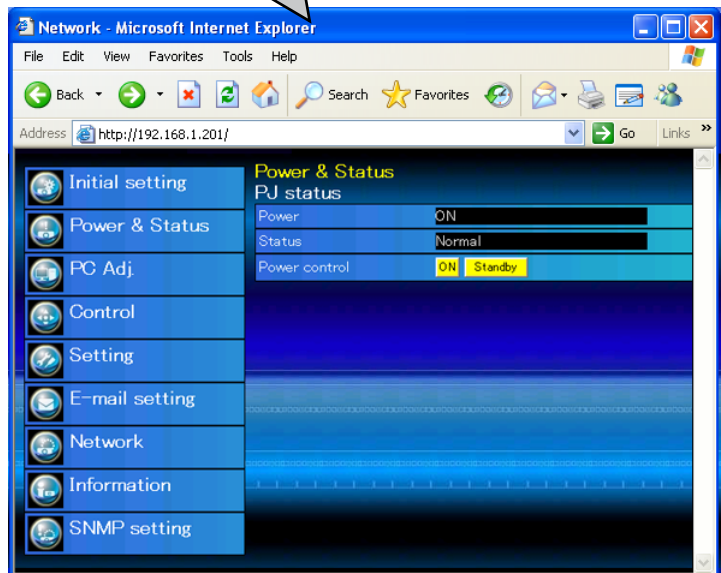 Network - Microsoft Internet Explorer
File Edit View Favorites Tools Help
Back Search Favorites
Address http://192.168.1.201/ Go Links »
Initial setting
Power & Status
PC Adj.
Control
Setting
E-mail setting
Network
Information
SNMP setting
Power & Status
PJ status
Power ON
Status Normal
Power control ON Standby